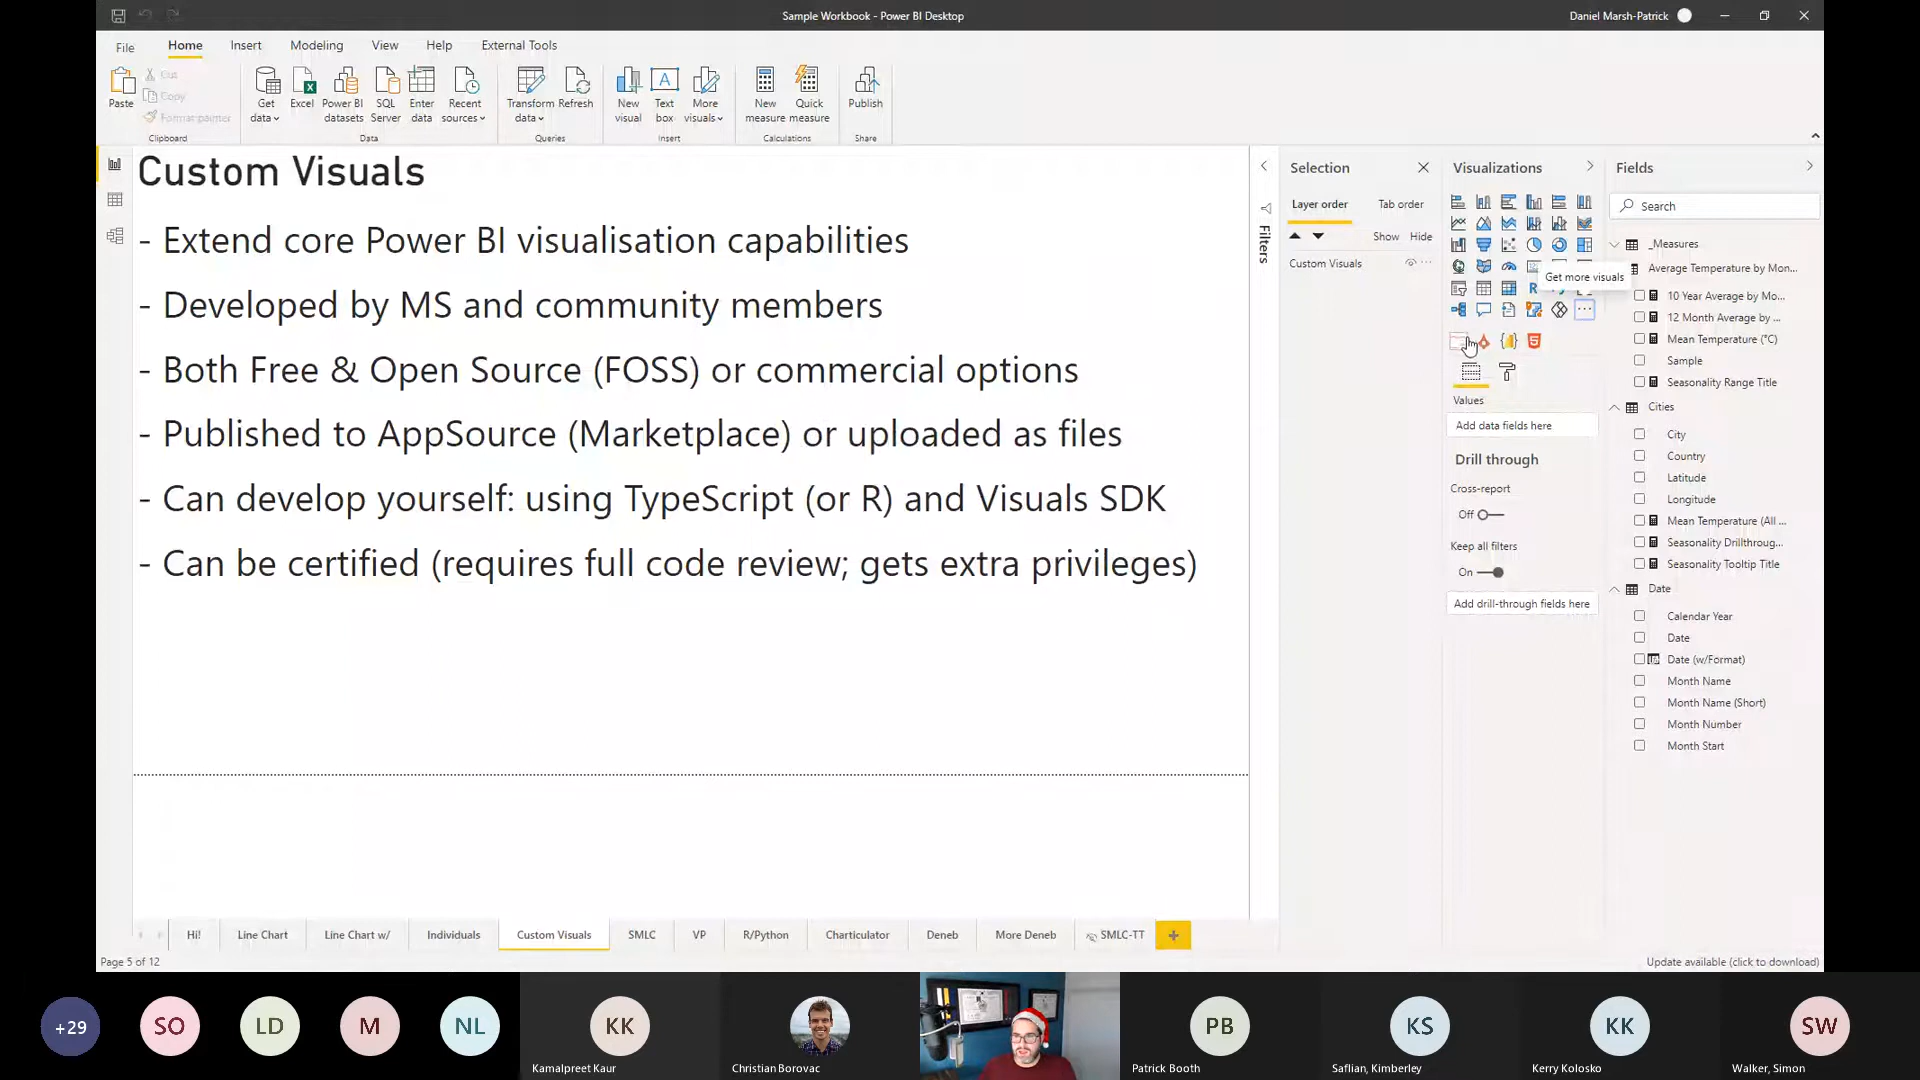 Sample Workbook - Power BI Desktop
Daniel Marsh-Patrick
File Home Insert Modeling View Help External Tools
Paste
Cut
Copy
Format painter
Clipboard
Get data
Excel
Power BI datasets
SQL Server
Enter data
Recent sources
Data
Transform data
Refresh
Queries
New visual
Text box
More visuals
Insert
New measure
Quick measure
Calculations
Publish
Share
Custom Visuals
- Extend core Power BI visualisation capabilities
- Developed by MS and community members
- Both Free & Open Source (FOSS) or commercial options
- Published to AppSource (Marketplace) or uploaded as files
- Can develop yourself: using TypeScript (or R) and Visuals SDK
- Can be certified (requires full code review; gets extra privileges)
Filters
Selection
Layer order Tab order
Show Hide
Custom Visuals
Visualizations
Get more visuals
Values
Add data fields here
Drill through
Cross-report
Off
Keep all filters
On
Add drill-through fields here
Fields
Search
_Measures
Average Temperature by Mon...
10 Year Average by Mo...
12 Month Average by ...
Mean Temperature (°C)
Sample
Seasonality Range Title
Cities
City
Country
Latitude
Longitude
Mean Temperature (All ...
Seasonality Drillthroug...
Seasonality Tooltip Title
Date
Calendar Year
Date
Date (w/Format)
Month Name
Month Name (Short)
Month Number
Month Start
Hi! Line Chart Line Chart w/ Individuals Custom Visuals SMLC VP R/Python Charticulator Deneb More Deneb SMLC-TT +
Page 5 of 12
Update available (click to download)
+29 SO LD M NL KK PB KS KK SW
Kamalpreet Kaur Christian Borovac Patrick Booth Saflian, Kimberley Kerry Kolosko Walker, Simon